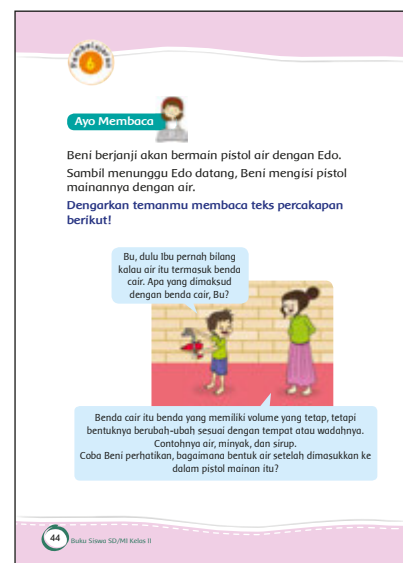 Pembelajaran
6
Ayo Membaca
Beni berjanji akan bermain pistol air dengan Edo.
Sambil menunggu Edo datang, Beni mengisi pistol
mainannya dengan air.
Dengarkan temanmu membaca teks percakapan
berikut!
Bu, dulu Ibu pernah bilang
kalau air itu termasuk benda
cair. Apa yang dimaksud
dengan benda cair, Bu?
Benda cair itu benda yang memiliki volume yang tetap, tetapi
bentuknya berubah-ubah sesuai dengan tempat atau wadahnya.
Contohnya air, minyak, dan sirup.
Coba Beni perhatikan, bagaimana bentuk air setelah dimasukkan ke
dalam pistol mainan itu?
44
Buku Siswa SD/MI Kelas II